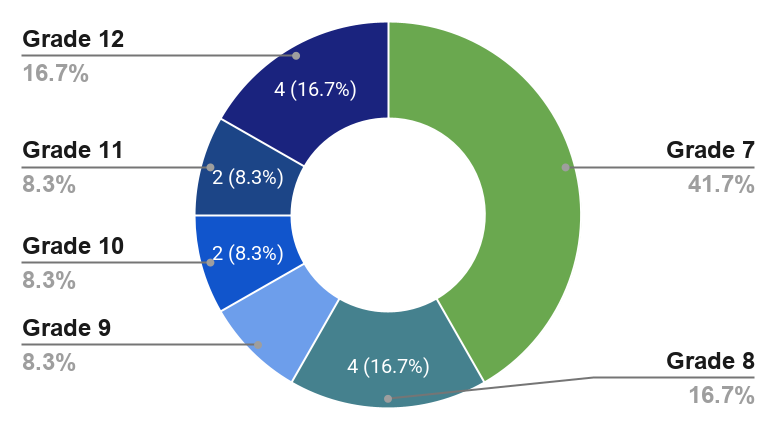 Grade 12
16.7%
4 (16.7%)
Grade 11
8.3%
2 (8.3%)
Grade 7
41.7%
Grade 10
8.3%
2 (8.3%)
Grade 9
8.3%
4 (16.7%)
Grade 8
16.7%